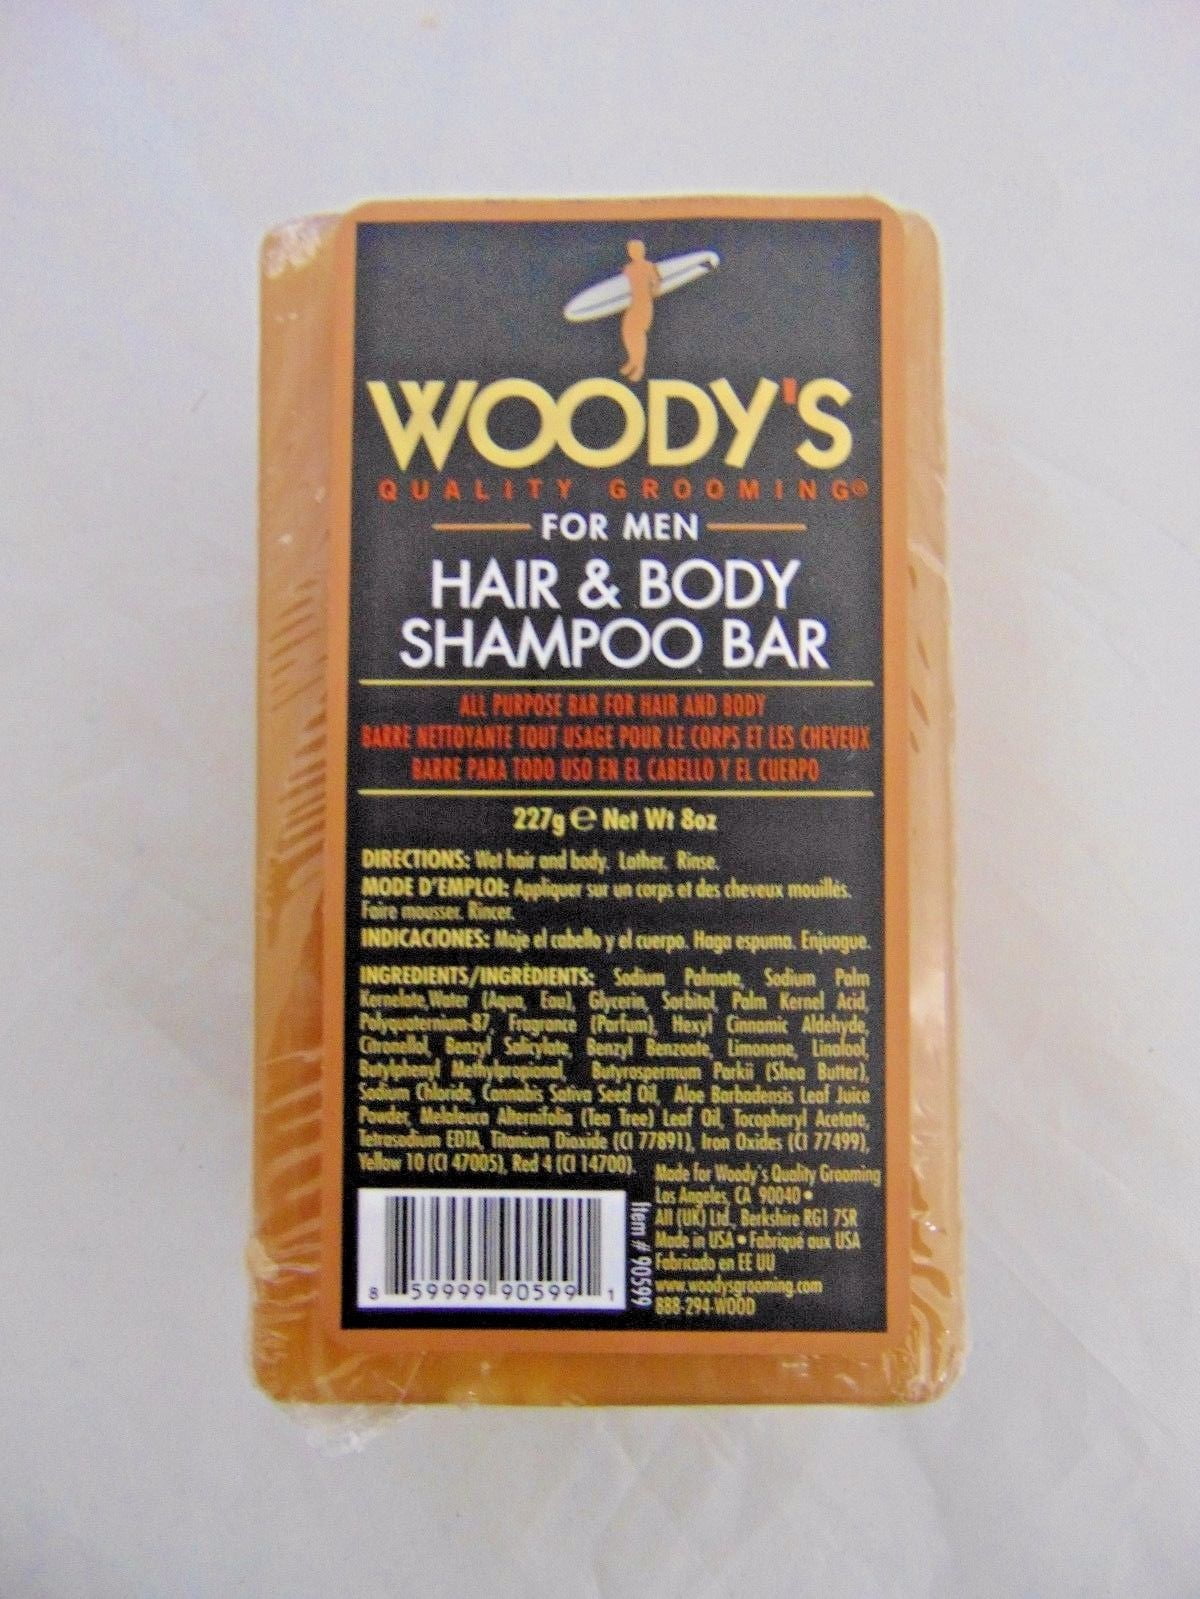 WOODY'S
QUALITY GROOMING®
FOR MEN
HAIR & BODY
SHAMPOO BAR
ALL PURPOSE BAR FOR HAIR AND BODY
BARRE NETTOYANTE TOUT USAGE POUR LE CORPS ET LES CHEVEUX
BARRE PARA TODO USO EN EL CABELLO Y EL CUERPO
227g ℮ Net Wt 8oz
DIRECTIONS: Wet hair and body. Lather. Rinse.
MODE D'EMPLOI: Appliquer sur un corps et des cheveux mouillés.
Faire mousser. Rincer.
INDICACIONES: Moje el cabello y el cuerpo. Haga espuma. Enjuague.
INGREDIENTS/INGRÈDIENTS: Sodium Palmate, Sodium Palm
Kernelate, Water (Aqua, Eau), Glycerin, Sorbitol, Palm Kernel Acid,
Polyquaternium-87, Fragrance (Parfum), Hexyl Cinnamic Aldehyde,
Citronellol, Benzyl Salicylate, Benzyl Benzoate, Limonene, Linalool,
Butylphenyl Methylpropional, Butyrospermum Parkii (Shea Butter),
Sodium Chloride, Cannabis Sativa Seed Oil, Aloe Barbadensis Leaf Juice
Powder, Melaleuca Alternifolia (Tea Tree) Leaf Oil, Tocopheryl Acetate,
Tetrasodium EDTA, Titanium Dioxide (CI 77891), Iron Oxides (CI 77499),
Yellow 10 (CI 47005), Red 4 (CI 14700).
Made for Woody's Quality Grooming
Los Angeles, CA 90040 •
AII (UK) Ltd., Berkshire RG1 7SR
Made in USA • Fabriqué aux USA
Fabricado en EE UU
www.woodysgrooming.com
888-294-WOOD
Item # 90599
8 59999 90599 1